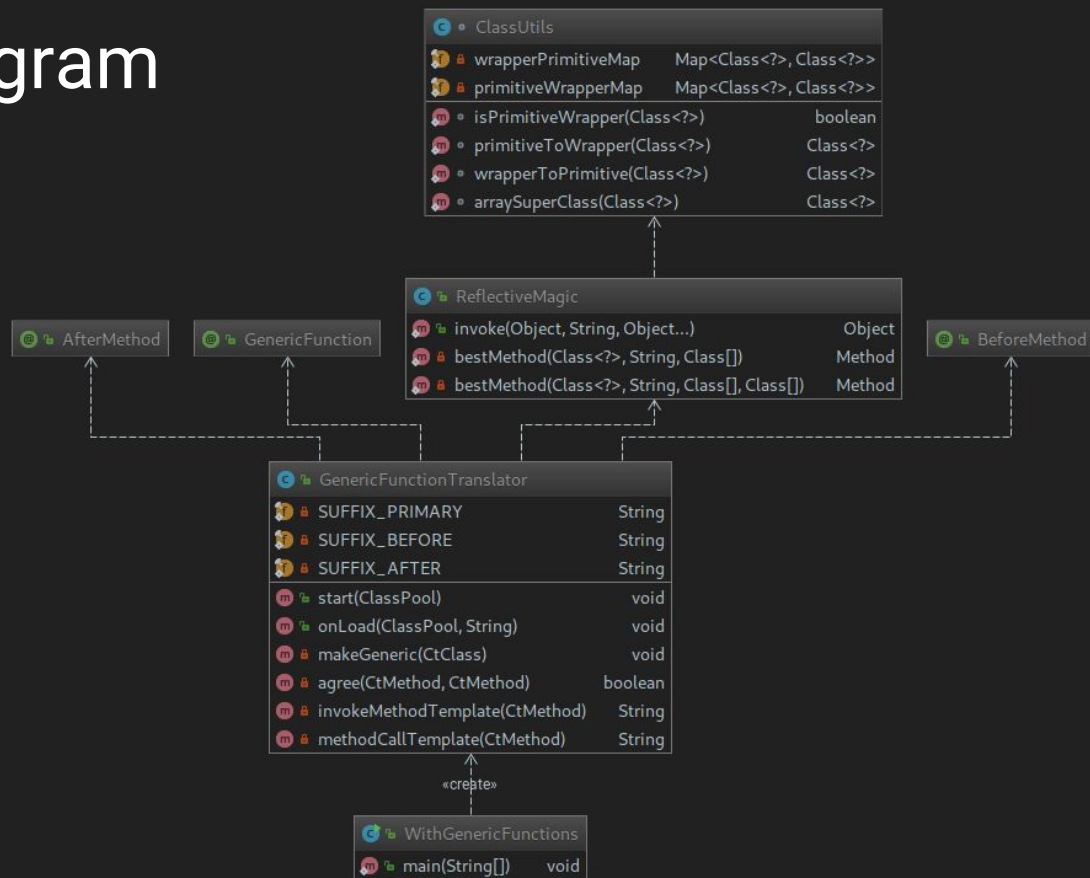 gram
ClassUtils
wrapperPrimitiveMap Map<Class<?>, Class<?>>
primitiveWrapperMap Map<Class<?>, Class<?>>
isPrimitiveWrapper(Class<?>) boolean
primitiveToWrapper(Class<?>) Class<?>
wrapperToPrimitive(Class<?>) Class<?>
arraySuperClass(Class<?>) Class<?>
ReflectiveMagic
invoke(Object, String, Object...) Object
bestMethod(Class<?>, String, Class[]) Method
bestMethod(Class<?>, String, Class[], Class[]) Method
AfterMethod
GenericFunction
BeforeMethod
GenericFunctionTranslator
SUFFIX_PRIMARY String
SUFFIX_BEFORE String
SUFFIX_AFTER String
start(ClassPool) void
onLoad(ClassPool, String) void
makeGeneric(CtClass) void
agree(CtMethod, CtMethod) boolean
invokeMethodTemplate(CtMethod) String
methodCallTemplate(CtMethod) String
«create»
WithGenericFunctions
main(String[]) void